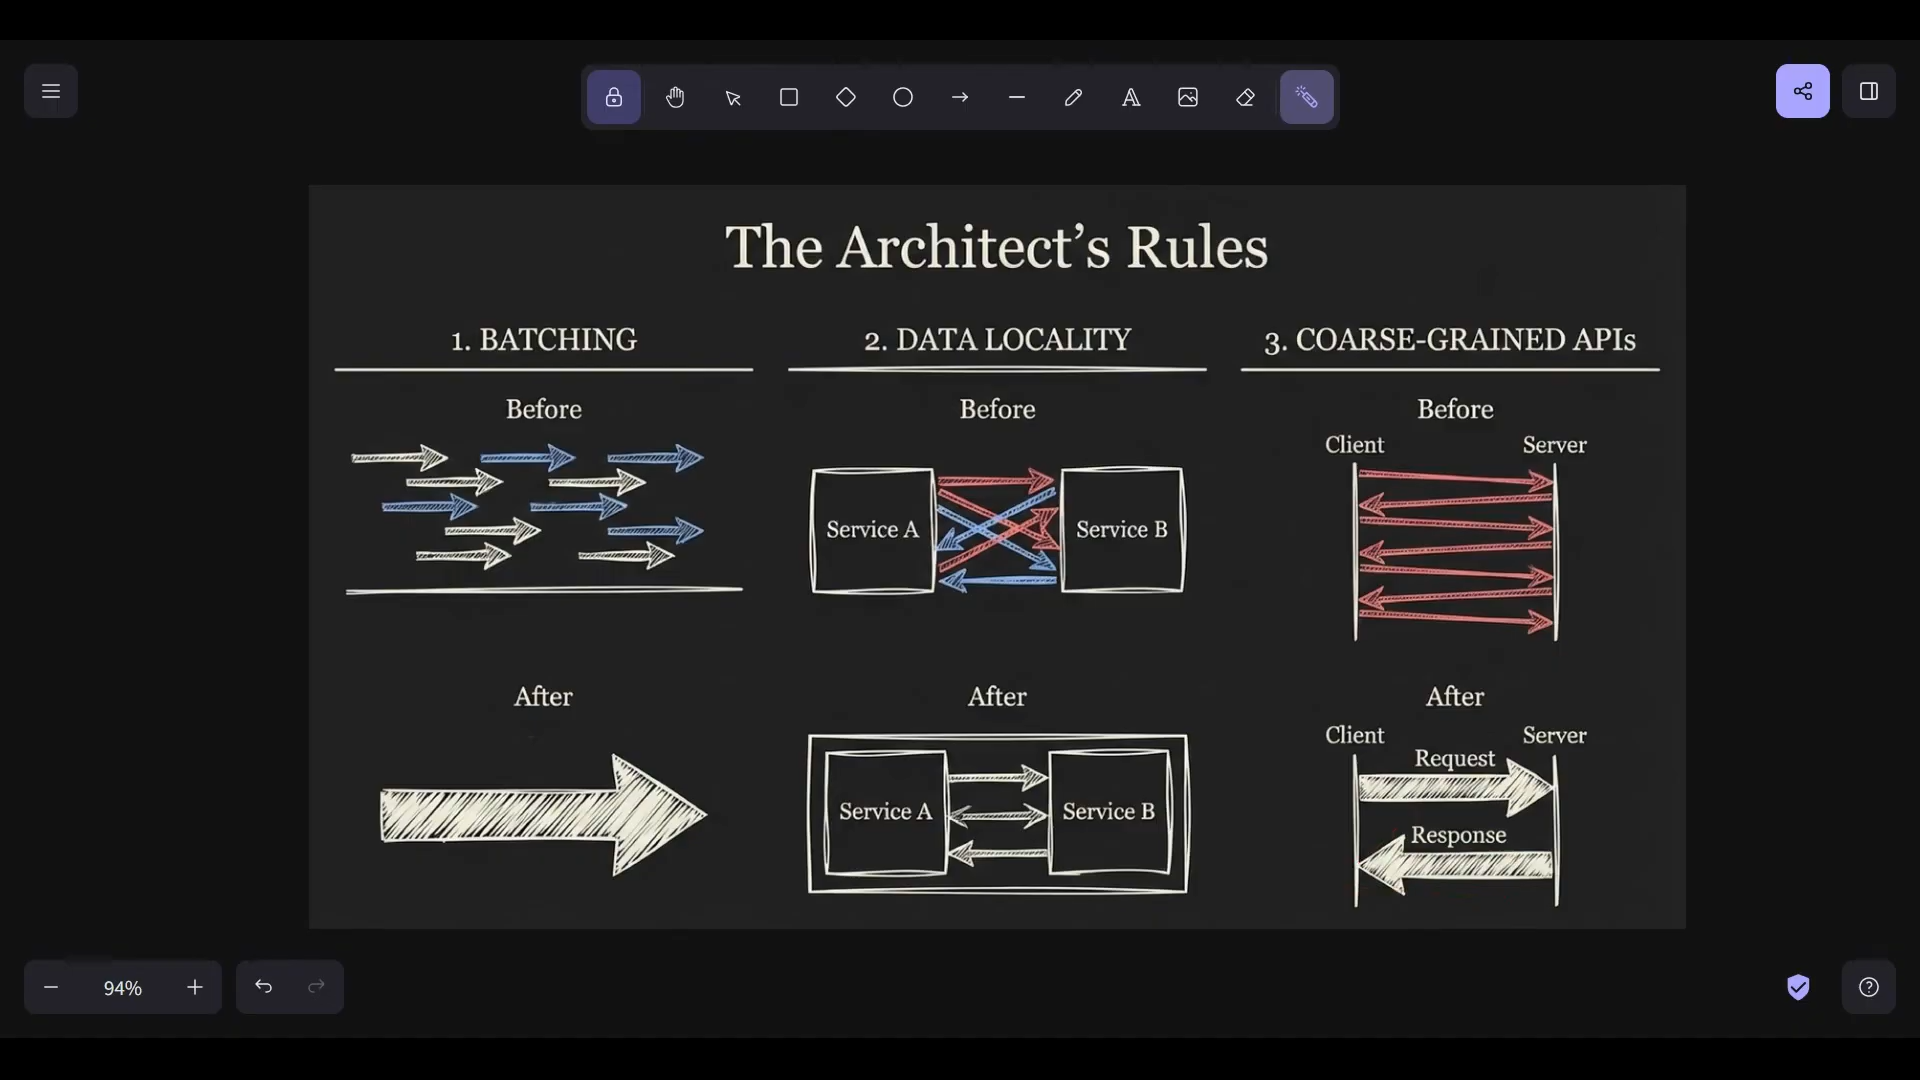 The Architect’s Rules
1. BATCHING
Before
After
2. DATA LOCALITY
Before
Service A
Service B
After
Service A
Service B
3. COARSE-GRAINED APIs
Before
Client
Server
After
Client
Server
Request
Response
94%